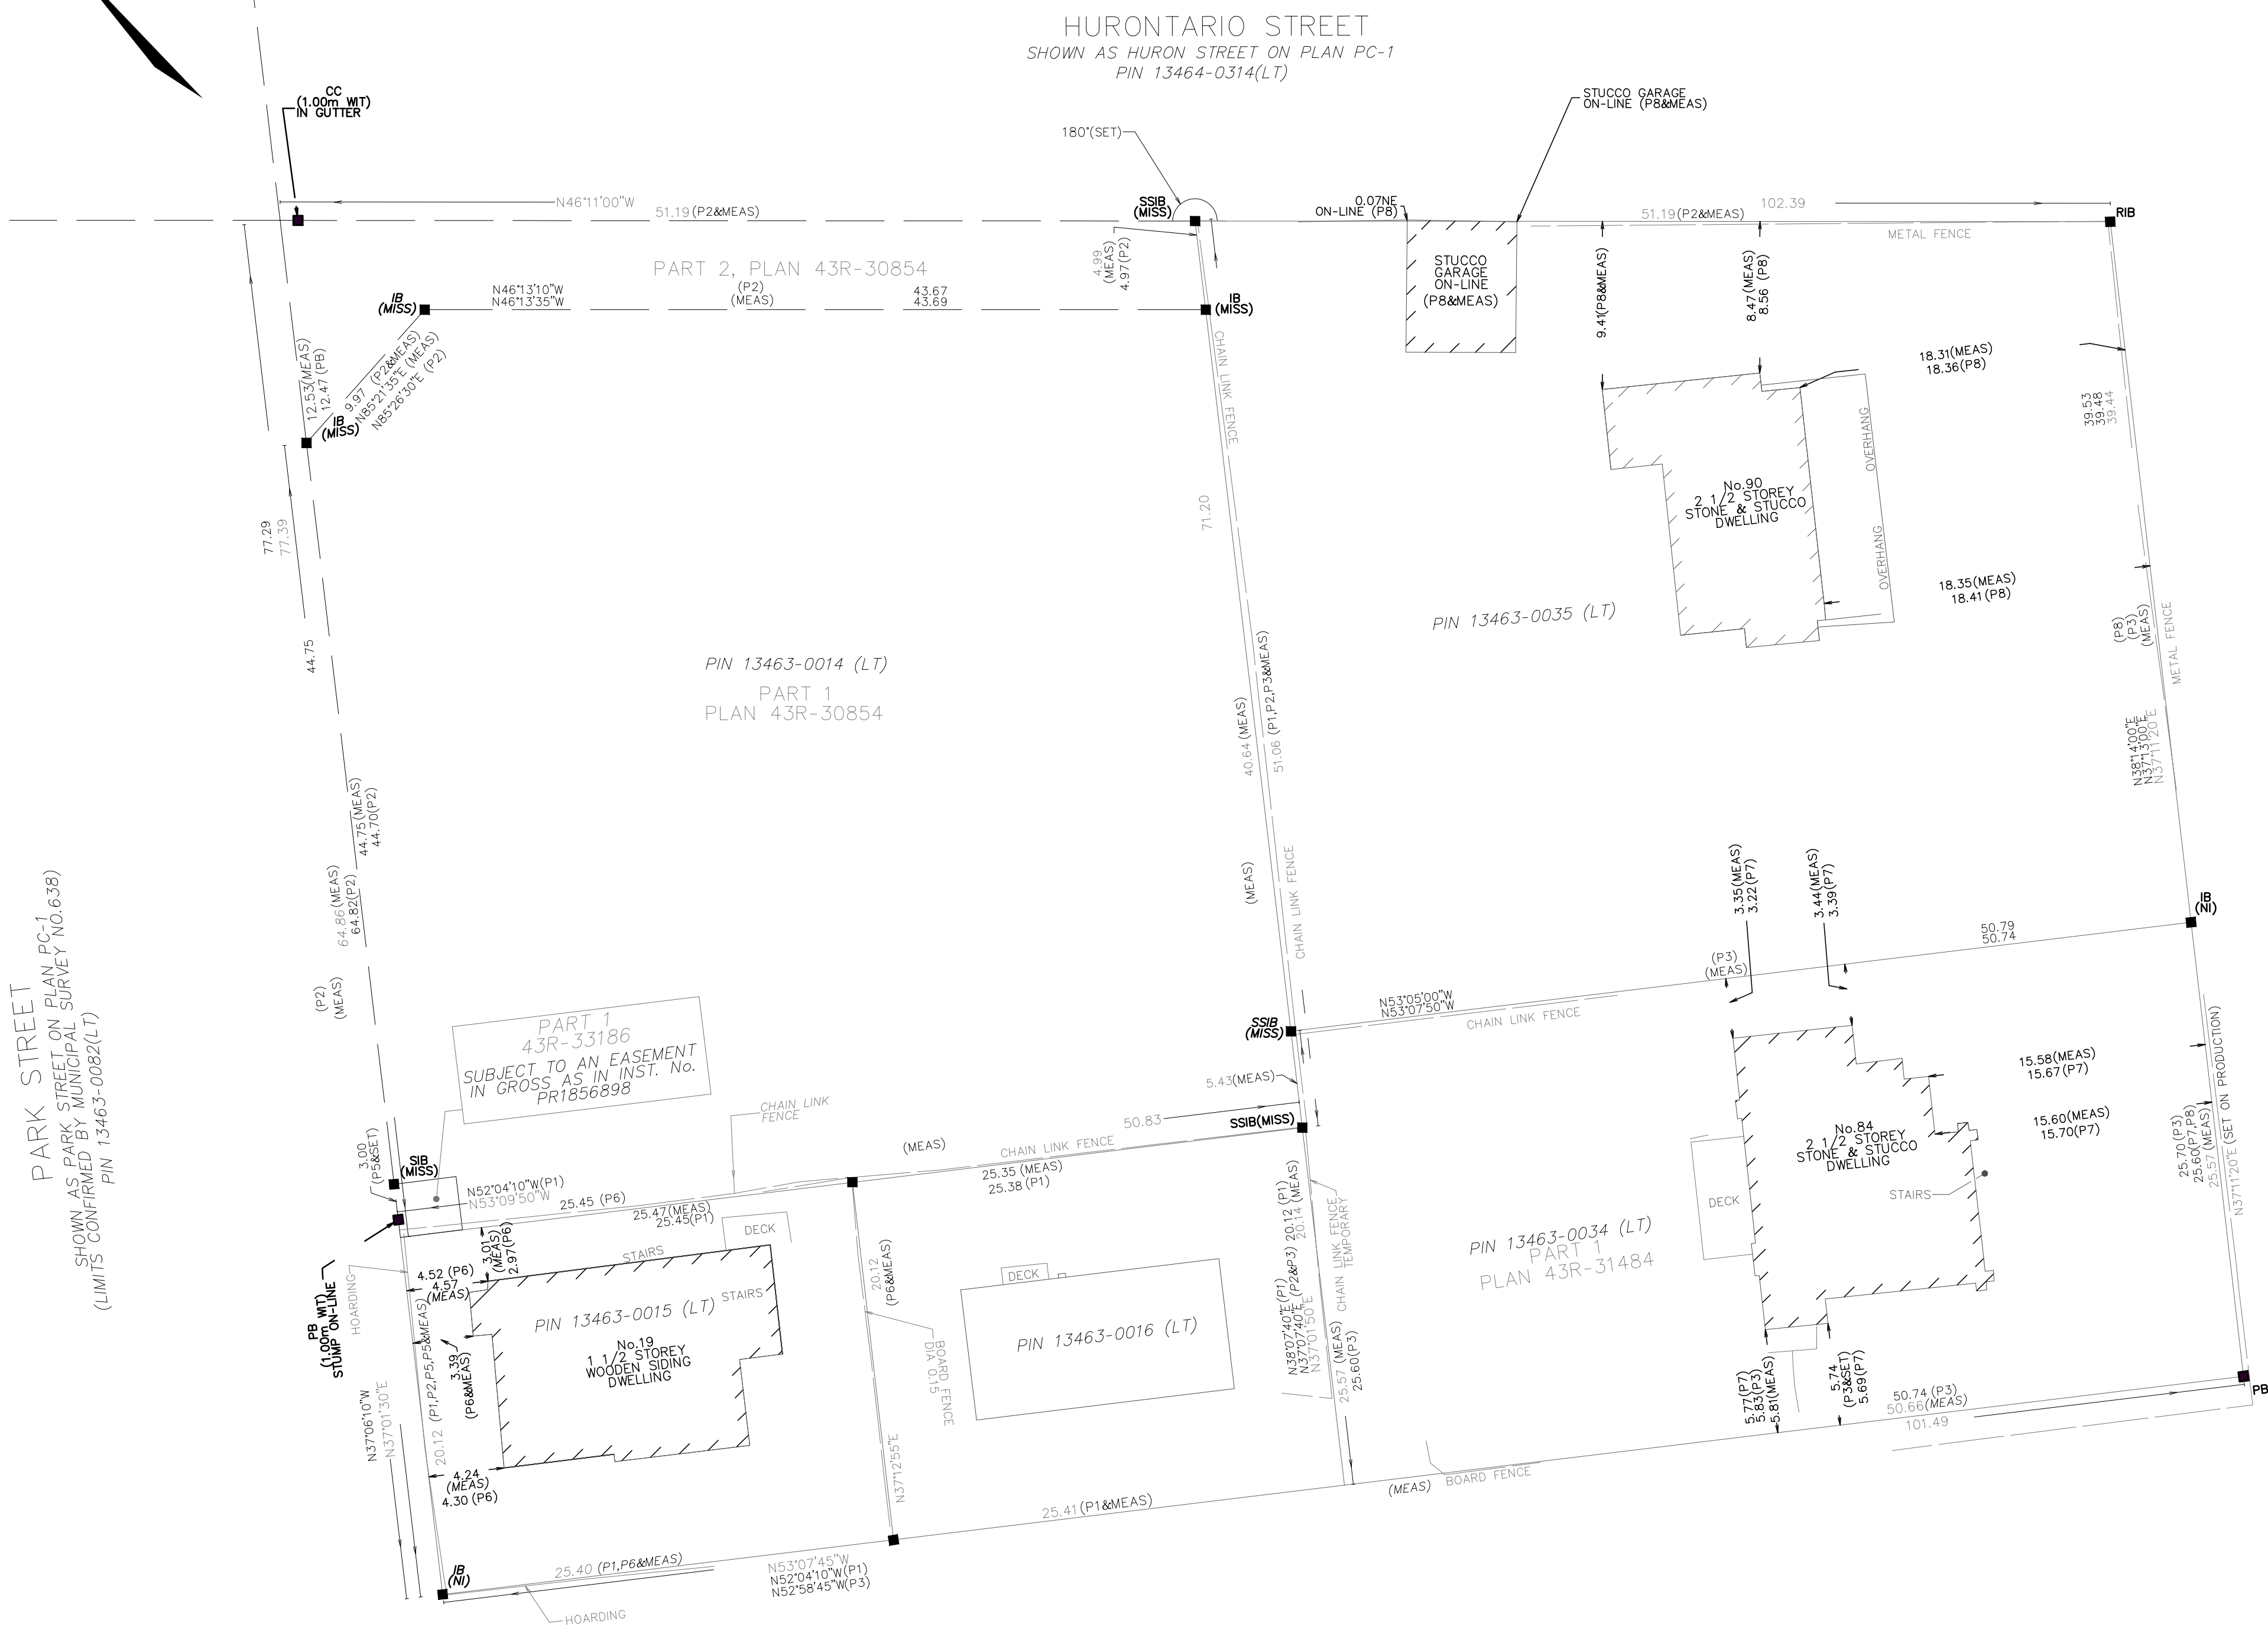 HURONTARIO STREET
SHOWN AS HURON STREET ON PLAN PC-1
PIN 13464-0314(LT)
CC
(1.00m WIT)
IN GUTTER
STUCCO GARAGE
ON-LINE (P8&MEAS)
180°(SET)
N46°11'00"W
51.19 (P2&MEAS)
SSIB
(MISS)
0.07NE
ON-LINE (P8)
51.19 (P2&MEAS)
102.39
RIB
METAL FENCE
4.99
(MEAS)
4.97(P2)
PART 2, PLAN 43R-30854
N46°13'10"W
N46°13'35"W
(P2)
(MEAS)
43.67
43.69
IB
(MISS)
IB
(MISS)
STUCCO
GARAGE
ON-LINE
(P8&MEAS)
9.41(P8&MEAS)
8.47(MEAS)
8.56 (P8)
18.31(MEAS)
18.36(P8)
12.53(MEAS)
12.47 (PB)
9.97 (P2&MEAS)
N85°21'35"E (MEAS)
N85°26'30"E (P2)
IB
(MISS)
CHAIN LINK FENCE
39.53
39.48
39.44
OVERHANG
No.90
2 1/2 STOREY
STONE & STUCCO
DWELLING
OVERHANG
77.29
77.39
71.20
18.35(MEAS)
18.41(P8)
PIN 13463-0035 (LT)
(P8)
(P3)
(MEAS)
METAL FENCE
44.75
PIN 13463-0014 (LT)
PART 1
PLAN 43R-30854
40.64 (MEAS)
51.06 (P1,P2,P3&MEAS)
N38°14'00"E
N37°13'00"E
N37°11'20"E
44.75(MEAS)
44.70(P2)
64.86(MEAS)
64.82(P2)
(MEAS)
CHAIN LINK FENCE
3.35(MEAS)
3.22(P7)
3.44(MEAS)
3.39(P7)
IB
(NI)
50.79
50.74
(P3)
(MEAS)
PARK STREET
SHOWN AS PARK STREET ON PLAN PC-1
(LIMITS CONFIRMED BY MUNICIPAL SURVEY NO.638)
PIN 13463-0082(LT)
(P2)
(MEAS)
N53°05'00"W
N53°07'50"W
CHAIN LINK FENCE
SSIB
(MISS)
PART 1
43R-33186
SUBJECT TO AN EASEMENT
IN GROSS AS IN INST. No.
PR1856898
5.43(MEAS)
15.58(MEAS)
15.67(P7)
CHAIN LINK
FENCE
50.83
SSIB(MISS)
(MEAS)
CHAIN LINK FENCE
15.60(MEAS)
15.70(P7)
No.84
2 1/2 STOREY
STONE & STUCCO
DWELLING
25.70 (P3)
25.60(P7,P8)
25.57 (MEAS)
N37°11'20"E (SET ON PRODUCTION)
3.00
(P5&SET)
SIB
(MISS)
N52°04'10"W(P1)
N53°09'50"W
25.45 (P6)
25.47(MEAS)
25.45(P1)
25.35 (MEAS)
25.38 (P1)
STAIRS
DECK
DECK
20.12 (P1)
20.14 (MEAS)
CHAIN LINK FENCE
TEMPORARY
PIN 13463-0034 (LT)
PART 1
PLAN 43R-31484
STAIRS
3.01
(MEAS)
2.97(P6)
4.52 (P6)
4.57
(MEAS)
20.12
(P6&MEAS)
DECK
HOARDING
PB
(1.00m WIT)
STUMP ON-LINE
STAIRS
PIN 13463-0015 (LT)
No.19
1 1/2 STOREY
WOODEN SIDING
DWELLING
PIN 13463-0016 (LT)
BOARD FENCE
DIA 0.15
N38°07'40"E (P1)
N37°07'40"E (P2&P3)
N37°01'50"E
25.57 (MEAS)
25.60(P3)
3.39
(P6&MEAS)
20.12 (P1,P2,P5,P5&MEAS)
N37°06'10"W
N37°01'30"E
5.77(P7)
5.83(P3)
5.81(MEAS)
5.74
(P3&SET)
5.69(P7)
50.74 (P3)
50.66(MEAS)
101.49
PB
4.24
(MEAS)
4.30 (P6)
N37°12'55"E
25.41 (P1&MEAS)
(MEAS)
BOARD FENCE
IB
(NI)
25.40 (P1,P6&MEAS)
N53°07'45"W
N52°04'10"W(P1)
N52°58'45"W(P3)
HOARDING